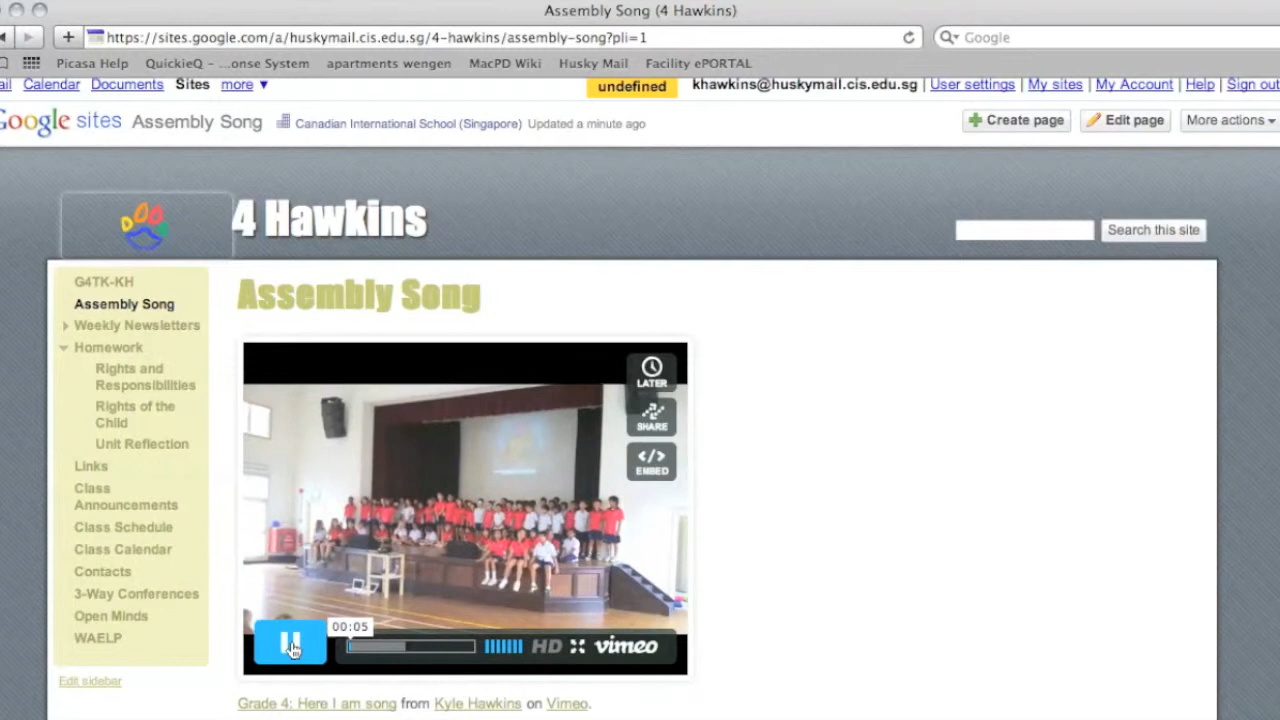 Assembly Song (4 Hawkins)
https://sites.google.com/a/huskymail.cis.edu.sg/4-hawkins/assembly-song?pli=1
Google
Picasa Help QuickieQ - ...onse System apartments wengen MacPD Wiki Husky Mail Facility ePORTAL
ail Calendar Documents Sites more ▼ undefined khawkins@huskymail.cis.edu.sg | User settings | My sites | My Account | Help | Sign out
Google sites Assembly Song Canadian International School (Singapore) Updated a minute ago Create page Edit page More actions
4 Hawkins
Search this site
G4TK-KH
Assembly Song
Weekly Newsletters
Homework
Rights and
Responsibilities
Rights of the
Child
Unit Reflection
Links
Class
Announcements
Class Schedule
Class Calendar
Contacts
3-Way Conferences
Open Minds
WAELP
Edit sidebar
Assembly Song
LATER
SHARE
</>
EMBED
00:05
HD vimeo
Grade 4: Here I am song from Kyle Hawkins on Vimeo.